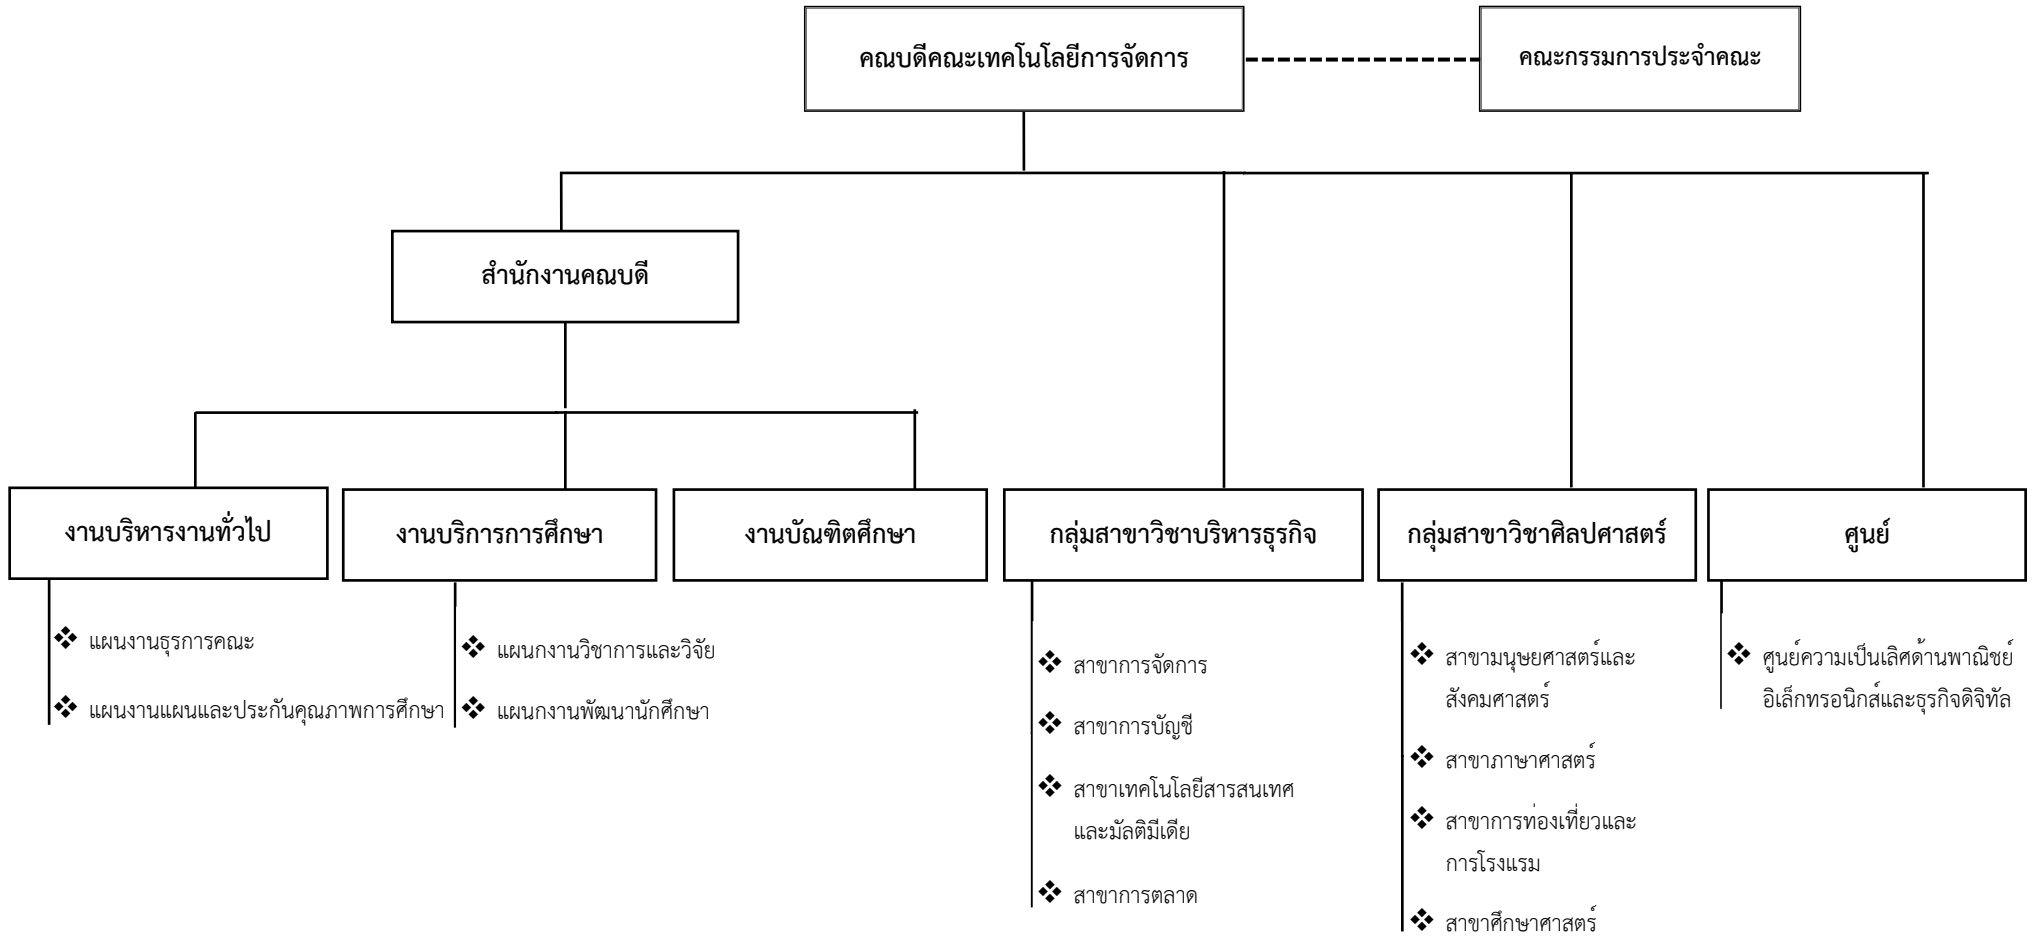 คณบดีคณะเทคโนโลยีการจัดการ
คณะกรรมการประจำคณะ
สำนักงานคณบดี
งานบริหารงานทั่วไป
งานบริการการศึกษา
งานบัณฑิตศึกษา
กลุ่มสาขาวิชาบริหารธุรกิจ
กลุ่มสาขาวิชาศิลปศาสตร์
ศูนย์
❖ แผนงานธุรการคณะ
❖ แผนงานแผนและประกันคุณภาพการศึกษา
❖ แผนกงานวิชาการและวิจัย
❖ แผนกงานพัฒนานักศึกษา
❖ สาขาการจัดการ
❖ สาขาการบัญชี
❖ สาขาเทคโนโลยีสารสนเทศ
และมัลติมีเดีย
❖ สาขาการตลาด
❖ สาขามนุษยศาสตร์และ
สังคมศาสตร์
❖ สาขาภาษาศาสตร์
❖ สาขาการท่องเที่ยวและ
การโรงแรม
❖ สาขาศึกษาศาสตร์
❖ ศูนย์ความเป็นเลิศด้านพาณิชย์
อิเล็กทรอนิกส์และธุรกิจดิจิทัล